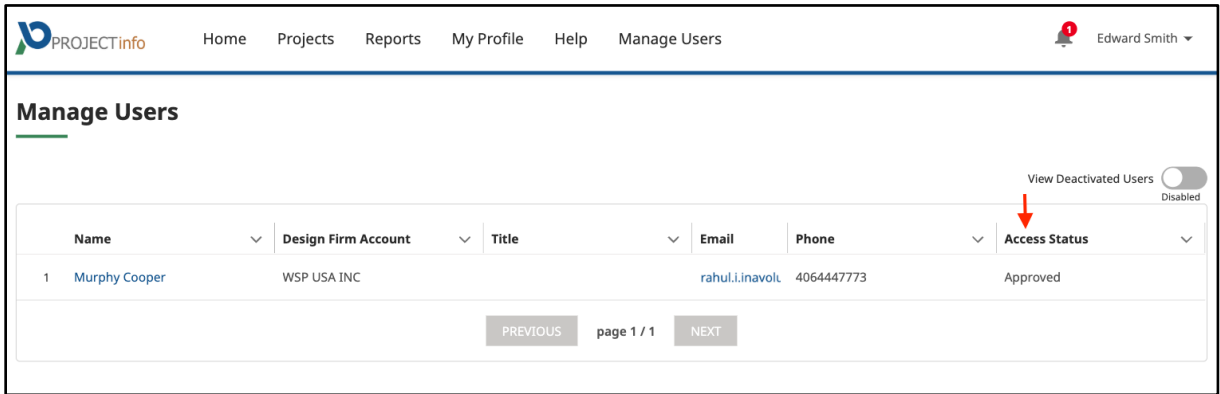 PROJECTinfo Home Projects Reports My Profile Help Manage Users 1 Edward Smith
Manage Users
View Deactivated Users
Disabled
Name Design Firm Account Title Email Phone Access Status
1 Murphy Cooper WSP USA INC rahul.i.inavolu 4064447773 Approved
PREVIOUS page 1 / 1 NEXT